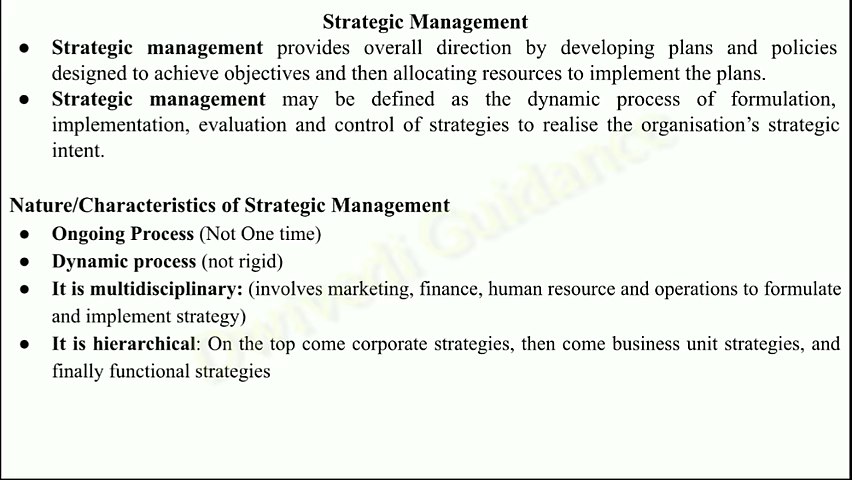 Strategic Management
● Strategic management provides overall direction by developing plans and policies
designed to achieve objectives and then allocating resources to implement the plans.
● Strategic management may be defined as the dynamic process of formulation,
implementation, evaluation and control of strategies to realise the organisation's strategic
intent.
Nature/Characteristics of Strategic Management
● Ongoing Process (Not One time)
● Dynamic process (not rigid)
● It is multidisciplinary: (involves marketing, finance, human resource and operations to formulate
and implement strategy)
● It is hierarchical: On the top come corporate strategies, then come business unit strategies, and
finally functional strategies
Dwivedi Guidance